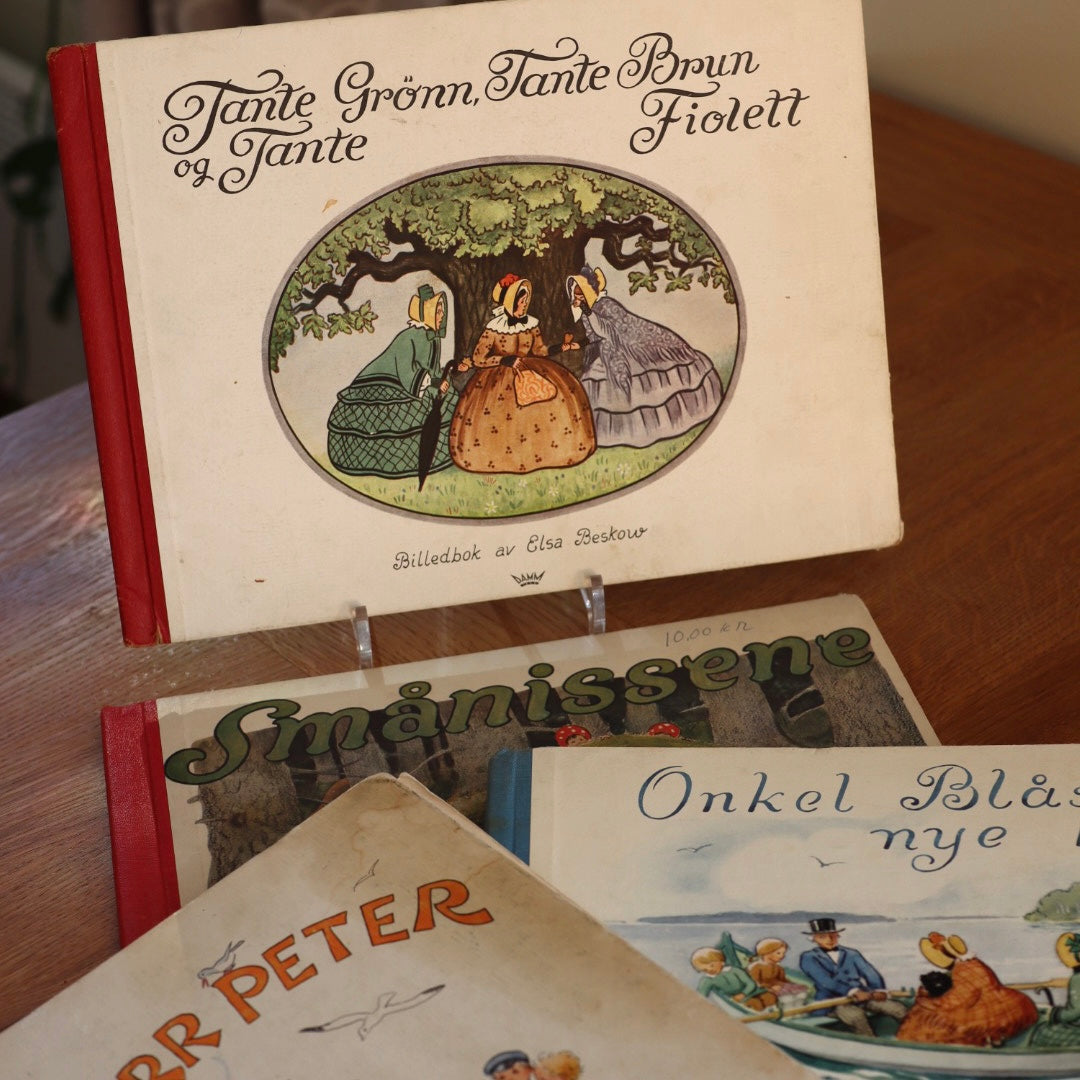 Tante Grönn, Tante Brun
og Tante Fiolett
Billedbok av Elsa Beskow
DAMM
10,00 kr
Smånissene
Onkel
nye
PETER